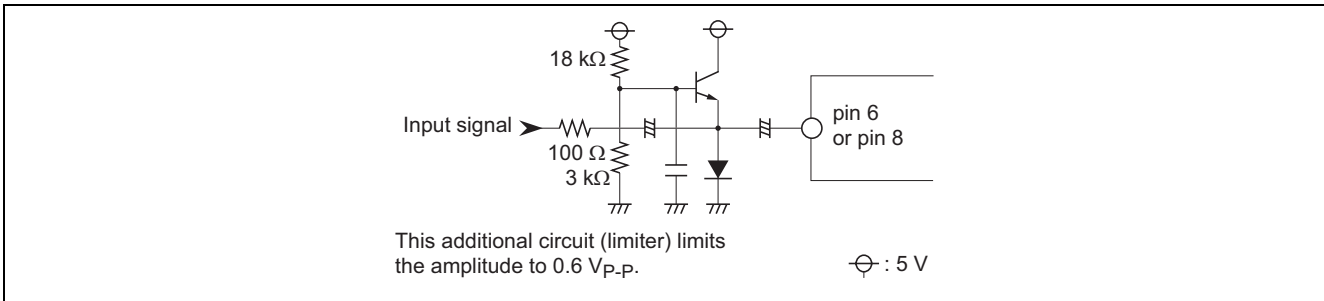 18 kΩ
Input signal
100 Ω
3 kΩ
pin 6
or pin 8
This additional circuit (limiter) limits
the amplitude to 0.6 VP-P.
: 5 V